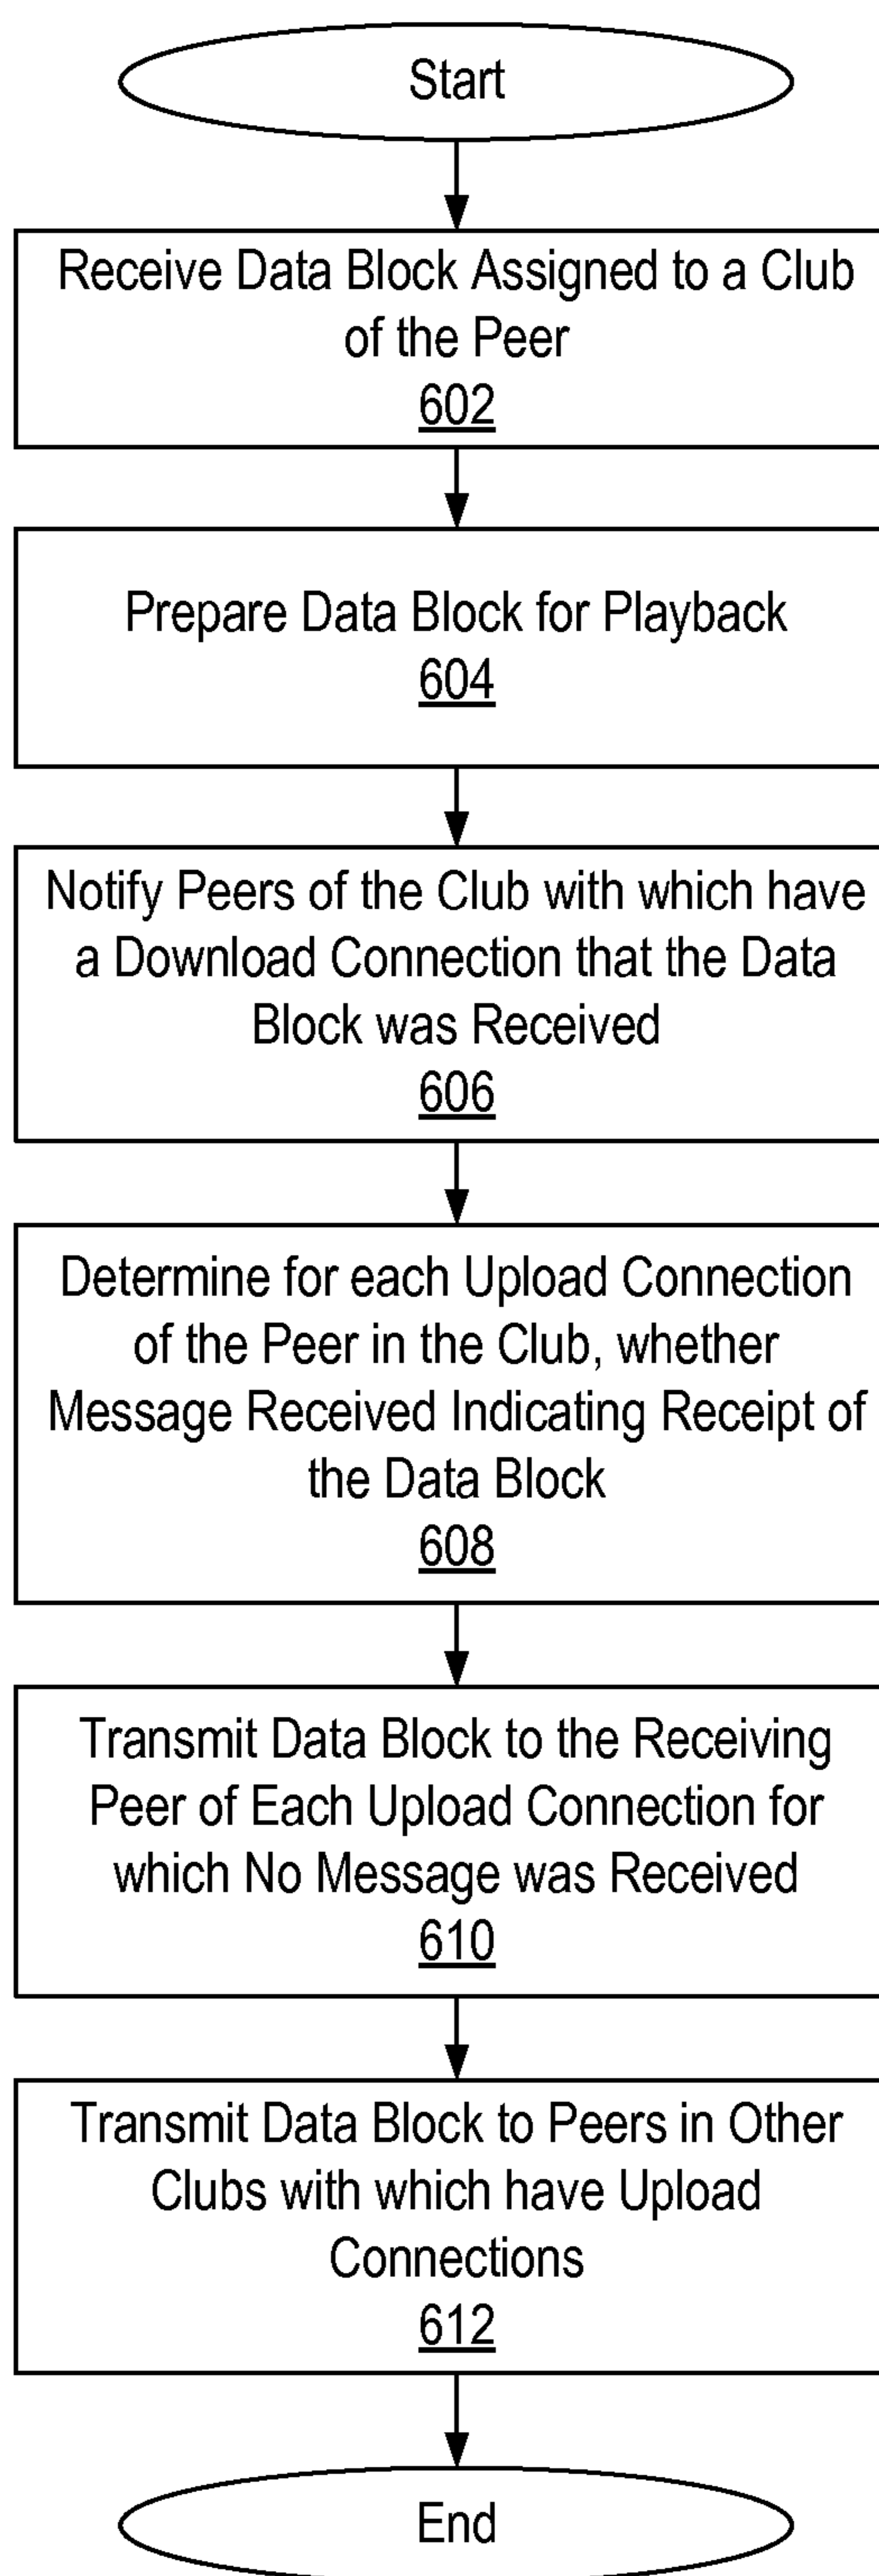 Start
Receive Data Block Assigned to a Club
of the Peer
602
Prepare Data Block for Playback
604
Notify Peers of the Club with which have
a Download Connection that the Data
Block was Received
606
Determine for each Upload Connection
of the Peer in the Club, whether
Message Received Indicating Receipt of
the Data Block
608
Transmit Data Block to the Receiving
Peer of Each Upload Connection for
which No Message was Received
610
Transmit Data Block to Peers in Other
Clubs with which have Upload
Connections
612
End